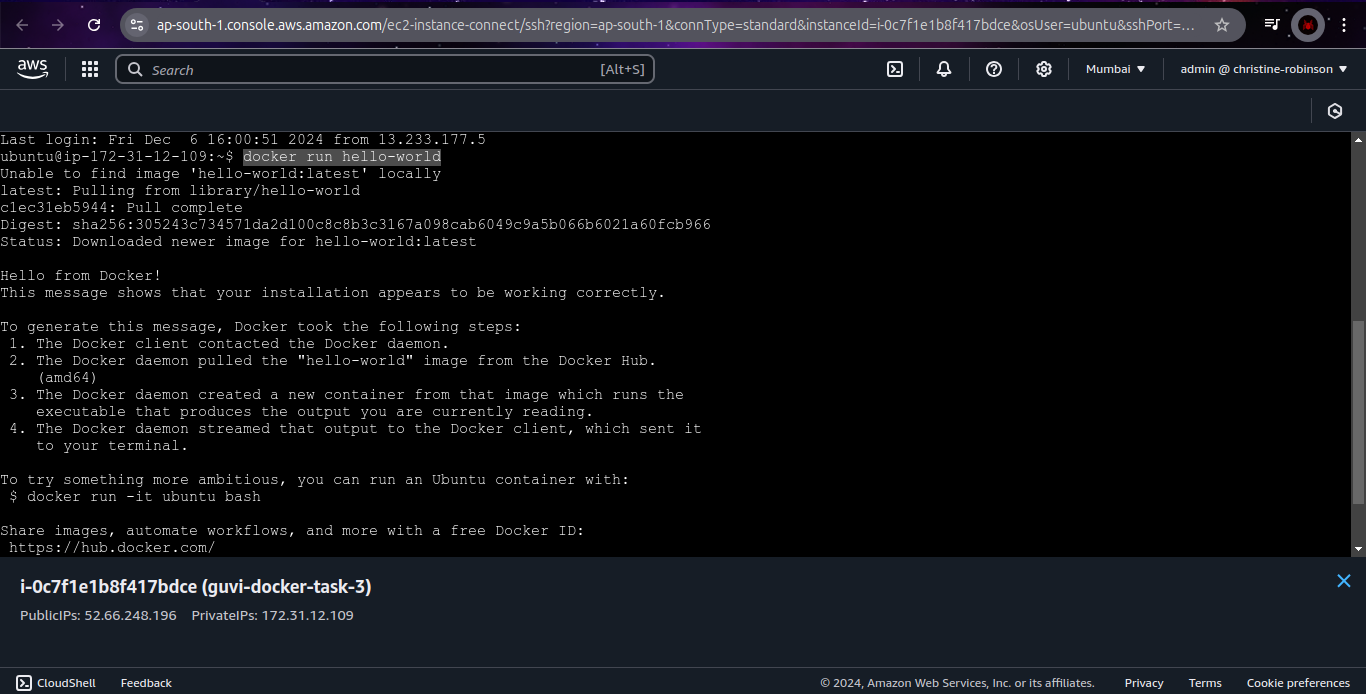 ap-south-1.console.aws.amazon.com/ec2-instance-connect/ssh?region=ap-south-1&connType=standard&instanceId=i-0c7f1e1b8f417bdce&osUser=ubuntu&sshPort=...
aws Search [Alt+S] Mumbai ▼ admin @ christine-robinson ▼
Last login: Fri Dec  6 16:00:51 2024 from 13.233.177.5
ubuntu@ip-172-31-12-109:~$ docker run hello-world
Unable to find image 'hello-world:latest' locally
latest: Pulling from library/hello-world
c1ec31eb5944: Pull complete
Digest: sha256:305243c734571da2d100c8c8b3c3167a098cab6049c9a5b066b6021a60fcb966
Status: Downloaded newer image for hello-world:latest

Hello from Docker!
This message shows that your installation appears to be working correctly.

To generate this message, Docker took the following steps:
 1. The Docker client contacted the Docker daemon.
 2. The Docker daemon pulled the "hello-world" image from the Docker Hub.
    (amd64)
 3. The Docker daemon created a new container from that image which runs the
    executable that produces the output you are currently reading.
 4. The Docker daemon streamed that output to the Docker client, which sent it
    to your terminal.

To try something more ambitious, you can run an Ubuntu container with:
 $ docker run -it ubuntu bash

Share images, automate workflows, and more with a free Docker ID:
 https://hub.docker.com/
i-0c7f1e1b8f417bdce (guvi-docker-task-3)
PublicIPs: 52.66.248.196 PrivateIPs: 172.31.12.109
CloudShell Feedback © 2024, Amazon Web Services, Inc. or its affiliates. Privacy Terms Cookie preferences